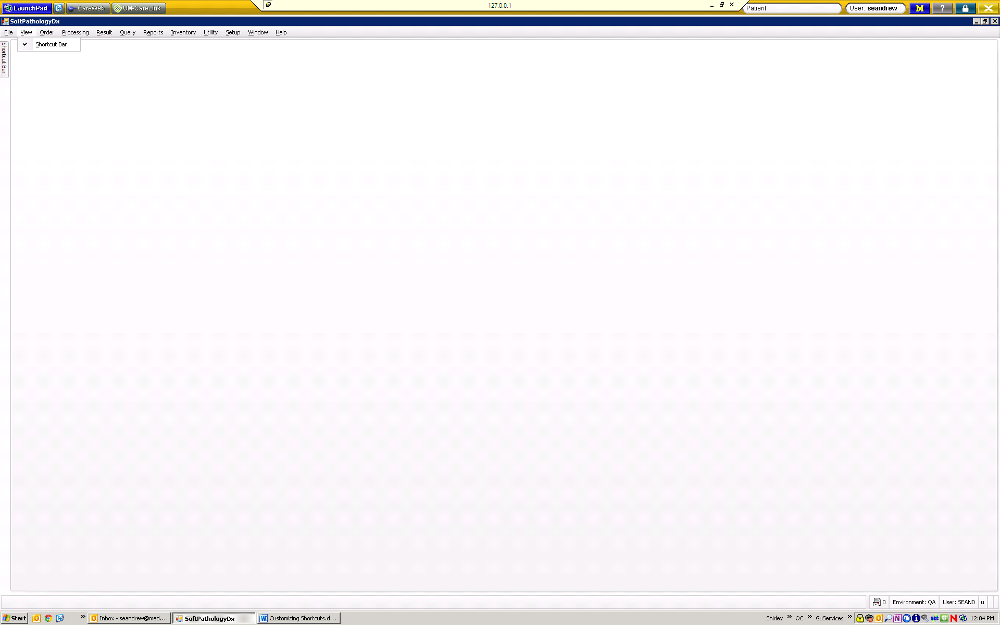 LaunchPad CareWeb UM-CareLink 127.0.0.1 Patient: User: seandrew M ?
SoftPathologyDx
File View Order Processing Result Query Reports Inventory Utility Setup Window Help
Shortcut Bar
Shortcut Bar
0 Environment: QA User: SEAND u
Start Inbox - seandrew@med.... SoftPathologyDx Customizing Shortcuts.d... Shirley » OC » GuServices » 12:04 PM